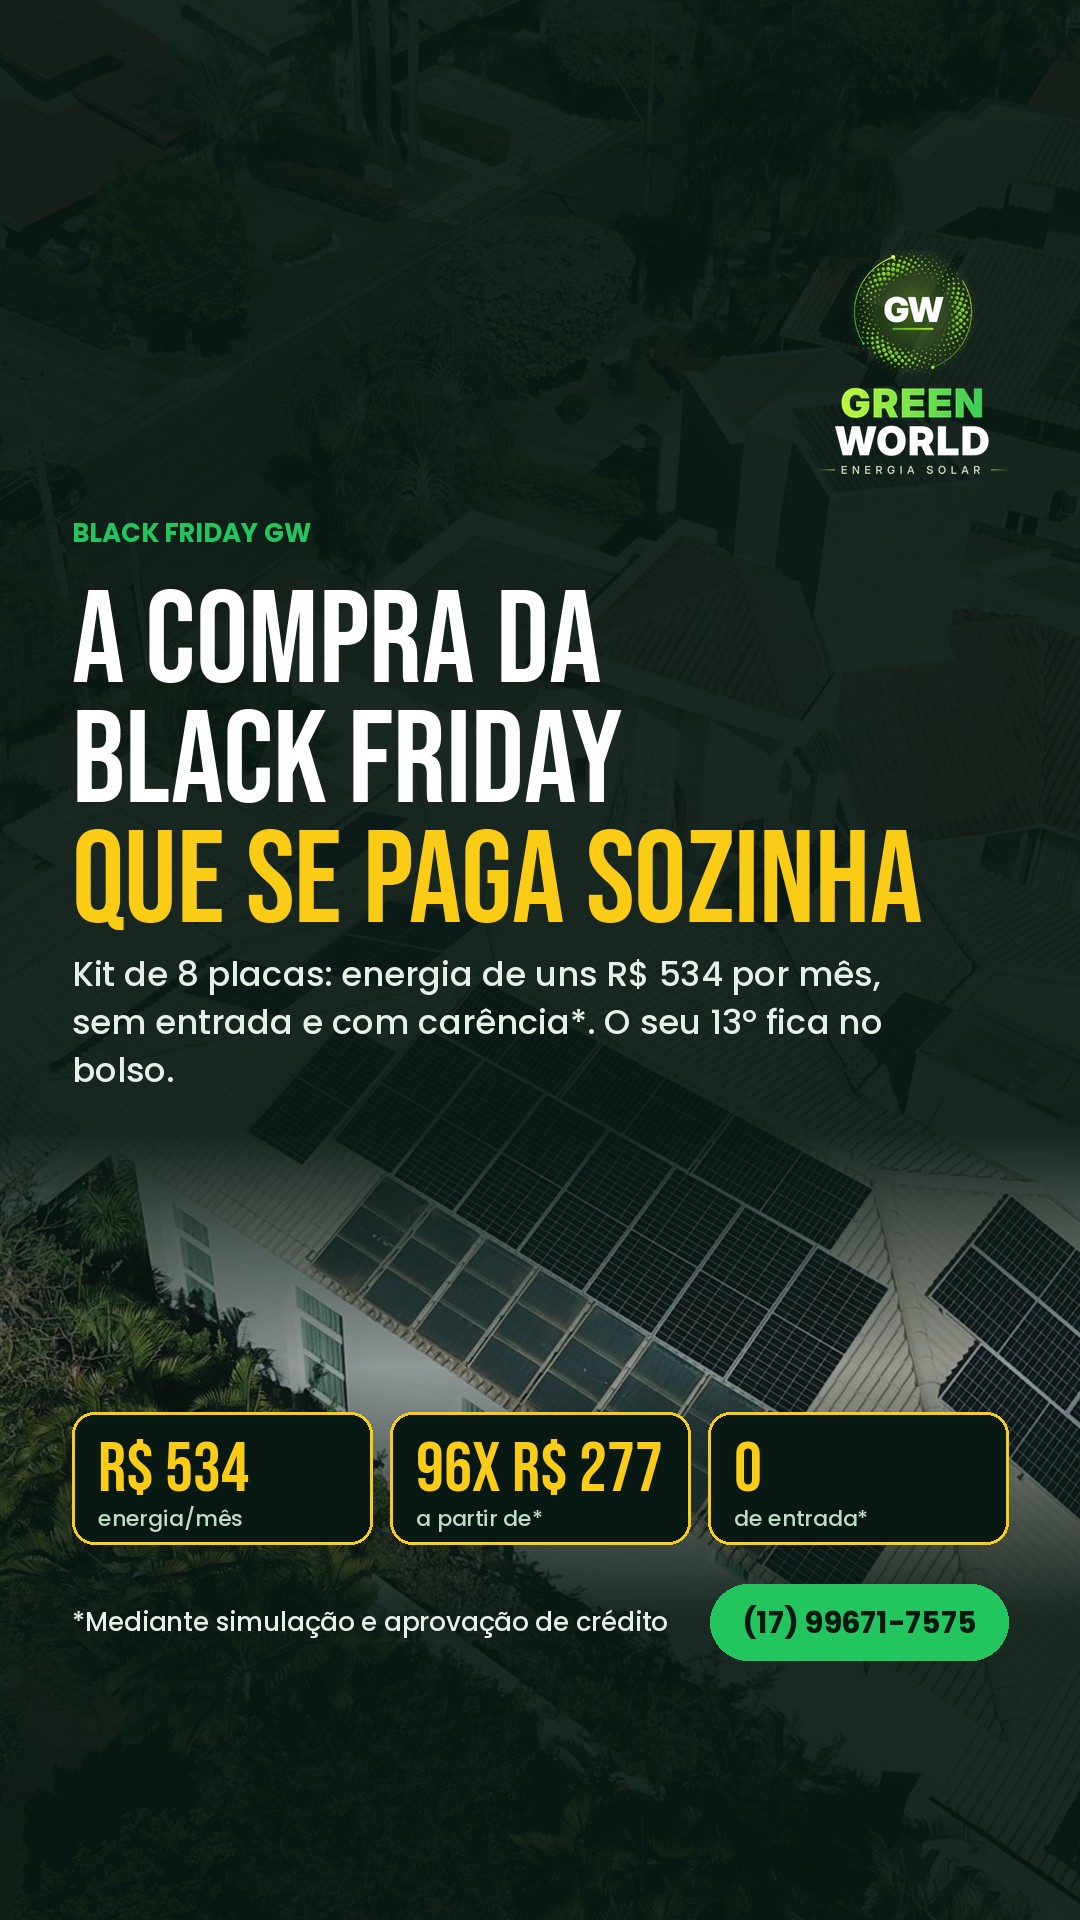 GW
GREEN
WORLD
ENERGIA SOLAR
BLACK FRIDAY GW
A COMPRA DA
BLACK FRIDAY
QUE SE PAGA SOZINHA
Kit de 8 placas: energia de uns R$ 534 por mês,
sem entrada e com carência*. O seu 13º fica no
bolso.
R$ 534
energia/mês
96X R$ 277
a partir de*
0
de entrada*
*Mediante simulação e aprovação de crédito
(17) 99671-7575